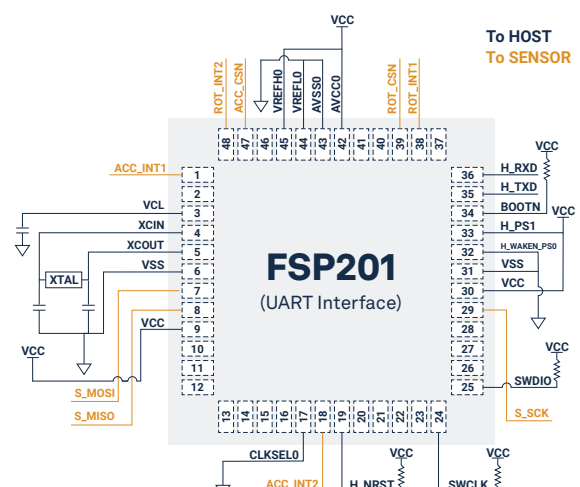 VCC
To HOST
To SENSOR
ROT_INT2
ACC_CSN
VREFH0
VREFL0
AVSS0
AVCC0
ROT_CSN
ROT_INT1
48 47 46 45 44 43 42 41 40 39 38 37
ACC_INT1
1
2
VCL
3
XCIN
4
XCOUT
5
VSS
6
XTAL
7
8
VCC
9
VCC
10
11
12
S_MOSI
S_MISO
FSP201
(UART Interface)
VCC
36 H_RXD
35 H_TXD
34 BOOTN
VCC
33 H_PS1
32 H_WAKEN_PS0
31 VSS
30 VCC
29
28
27
VCC
26
25 SWDIO
S_SCK
13 14 15 16 17 18 19 20 21 22 23 24
CLKSEL0
VCC
VCC
ACC_INT2
H_NRST
SWCLK